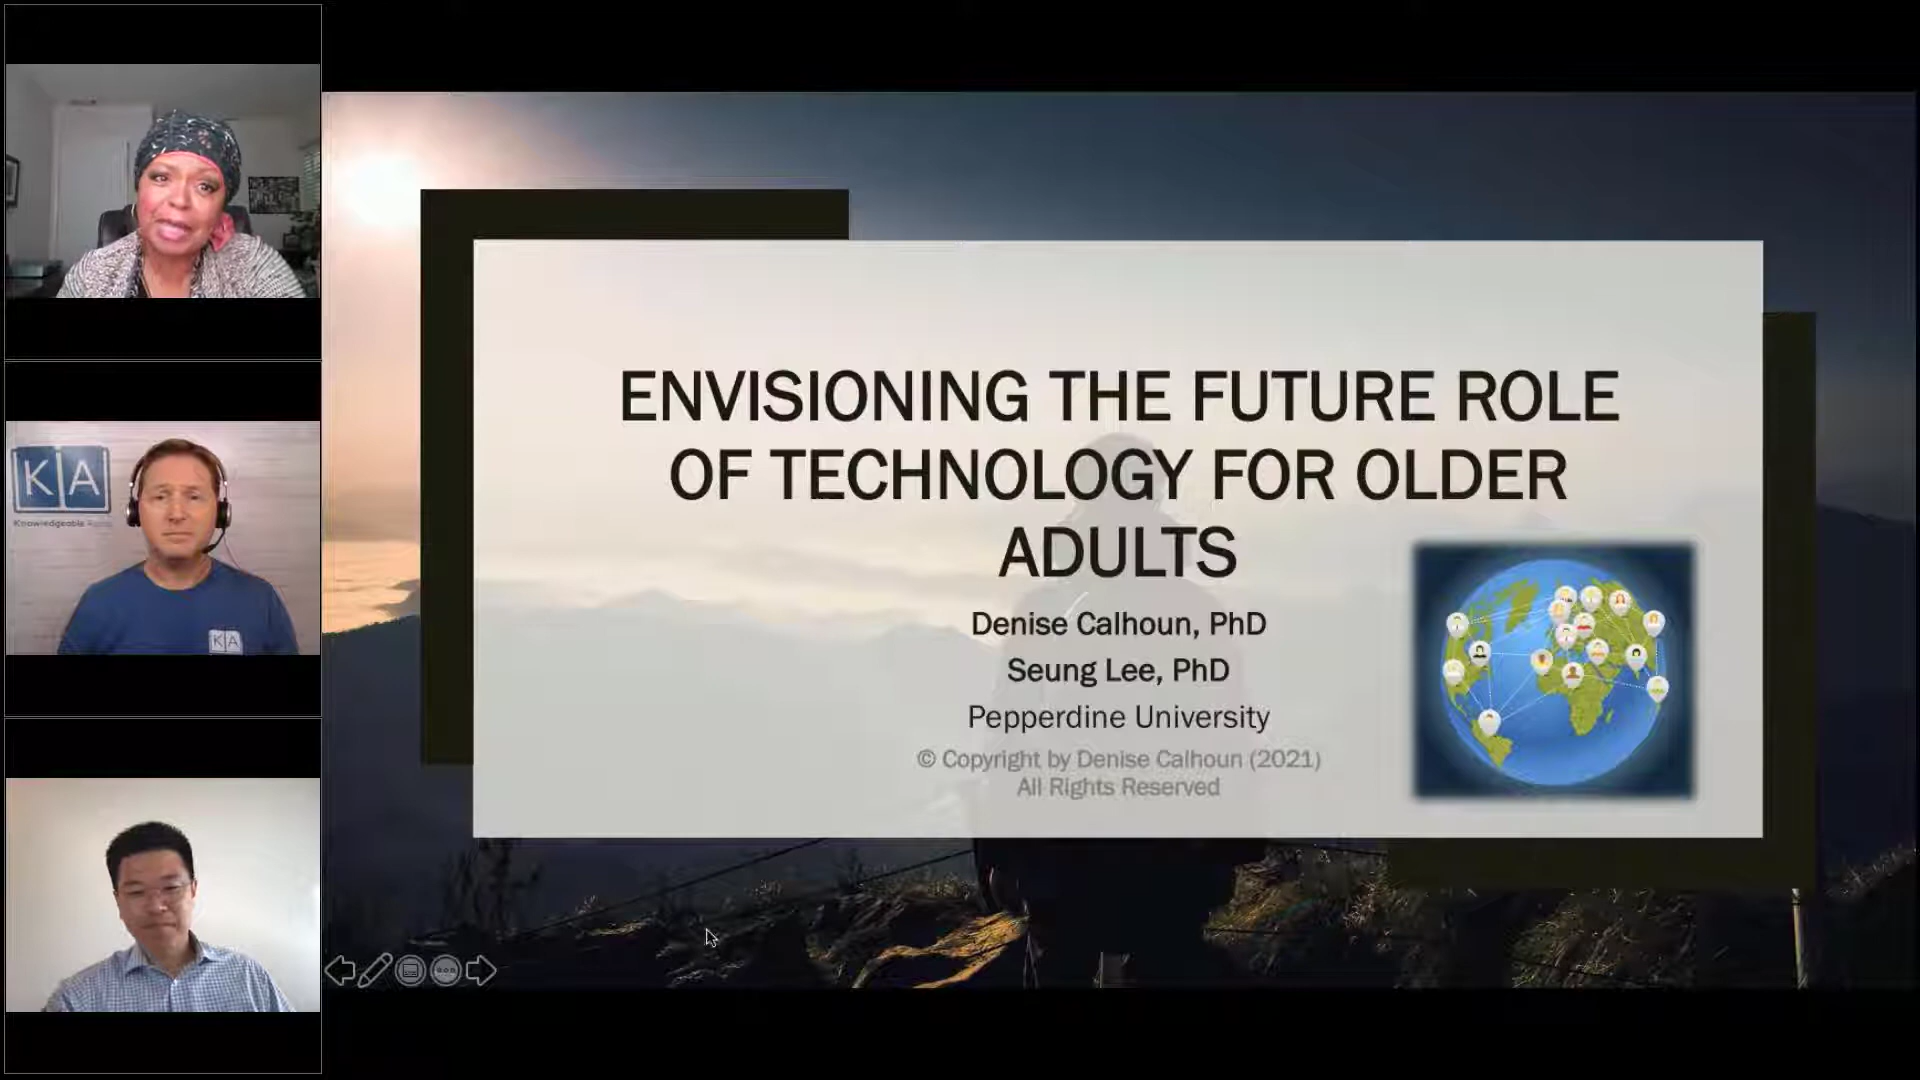 K A
Knowledgeable
KA
ENVISIONING THE FUTURE ROLE
OF TECHNOLOGY FOR OLDER
ADULTS
Denise Calhoun, PhD
Seung Lee, PhD
Pepperdine University
© Copyright by Denise Calhoun (2021)
All Rights Reserved